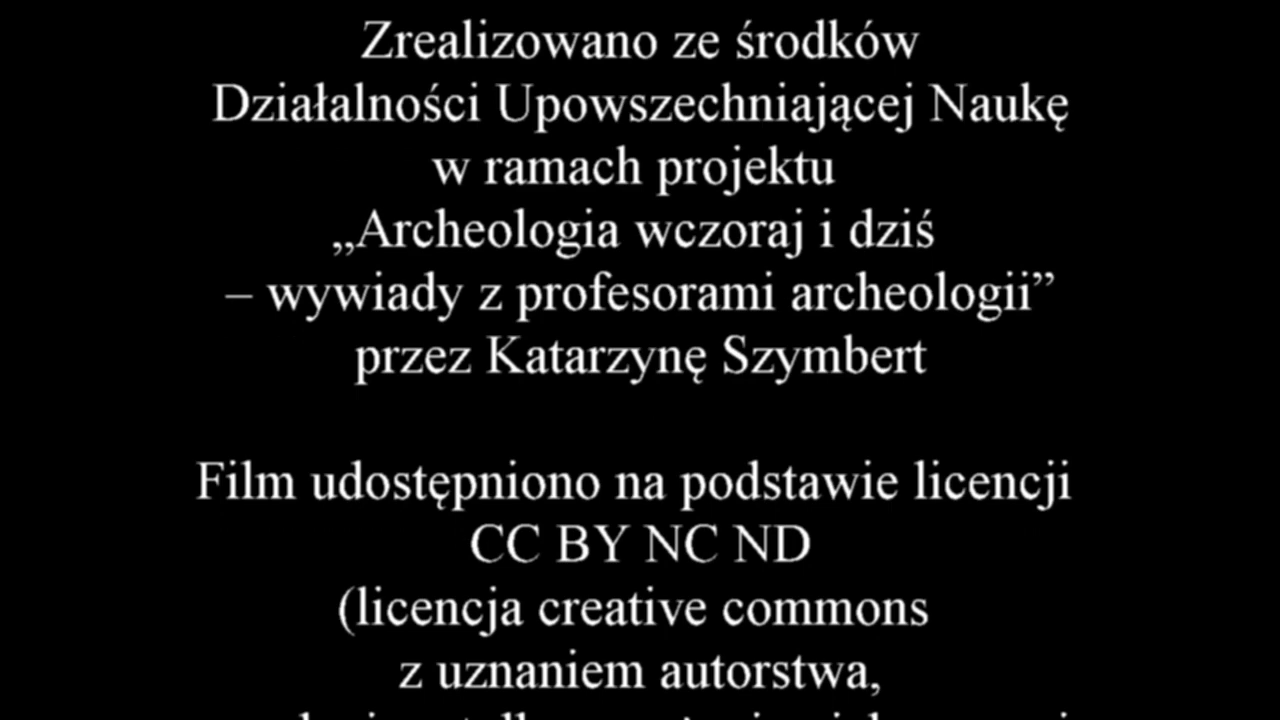 Zrealizowano ze środków
Działalności Upowszechniającej Naukę
w ramach projektu
„Archeologia wczoraj i dziś
– wywiady z profesorami archeologii”
przez Katarzynę Szymbert
Film udostępniono na podstawie licencji
CC BY NC ND
(licencja creative commons
z uznaniem autorstwa,